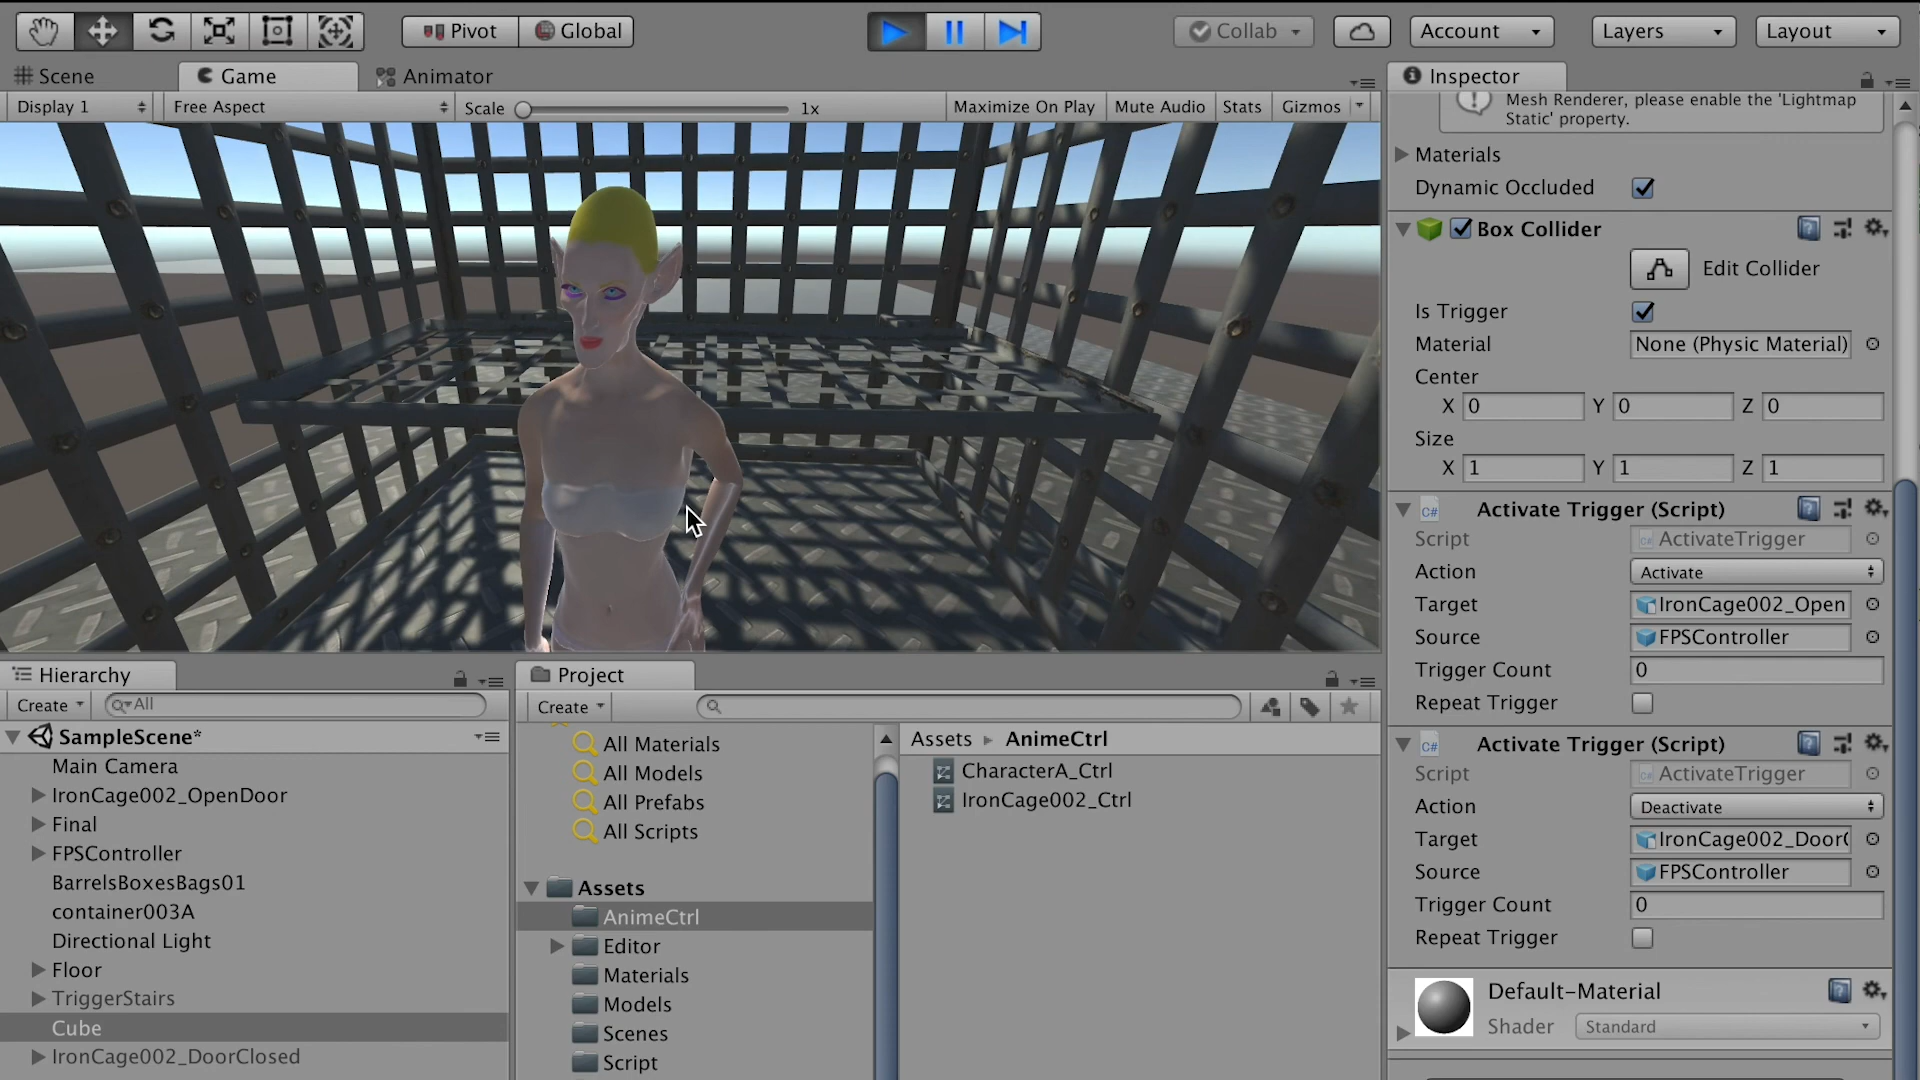 Pivot Global Collab Account Layers Layout
Scene Game Animator Inspector
Display 1 Free Aspect Scale 1x Maximize On Play Mute Audio Stats Gizmos
Mesh Renderer, please enable the 'Lightmap
Static' property.
Materials
Dynamic Occluded
Box Collider
Edit Collider
Is Trigger
Material None (Physic Material)
Center
X 0 Y 0 Z 0
Size
X 1 Y 1 Z 1
C# Activate Trigger (Script)
Script ActivateTrigger
Action Activate
Target IronCage002_Open
Source FPSController
Trigger Count 0
Repeat Trigger
C# Activate Trigger (Script)
Script ActivateTrigger
Action Deactivate
Target IronCage002_Door
Source FPSController
Trigger Count 0
Repeat Trigger
Default-Material
Shader Standard
Hierarchy
Create All
SampleScene*
Main Camera
IronCage002_OpenDoor
Final
FPSController
BarrelsBoxesBags01
container003A
Directional Light
Floor
TriggerStairs
Cube
IronCage002_DoorClosed
Project
Create
All Materials
All Models
All Prefabs
All Scripts
Assets
AnimeCtrl
Editor
Materials
Models
Scenes
Script
Assets AnimeCtrl
CharacterA_Ctrl
IronCage002_Ctrl